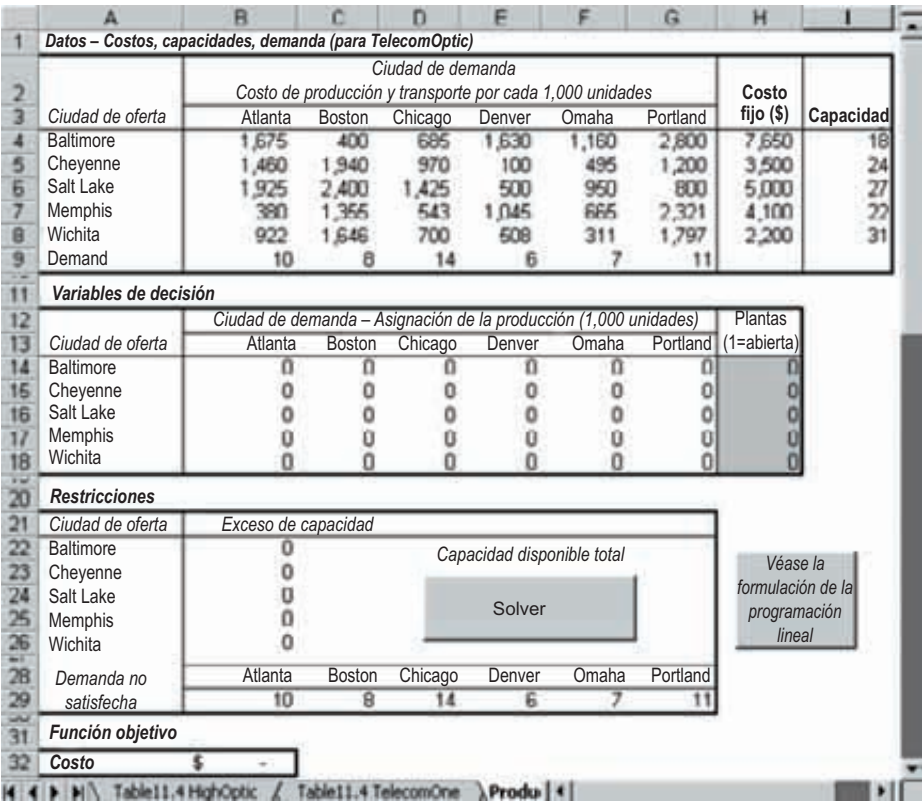 A B C D E F G H I
1 Datos – Costos, capacidades, demanda (para TelecomOptic)
Ciudad de demanda
2 Costo de producción y transporte por cada 1,000 unidades Costo
3 Ciudad de oferta Atlanta Boston Chicago Denver Omaha Portland fijo ($) Capacidad
4 Baltimore 1,675 400 685 1,630 1,160 2,800 7,650 18
5 Cheyenne 1,460 1,940 970 100 495 1,200 3,500 24
6 Salt Lake 1,925 2,400 1,425 500 950 800 5,000 27
7 Memphis 380 1,355 543 1,045 665 2,321 4,100 22
8 Wichita 922 1,646 700 508 311 1,797 2,200 31
9 Demand 10 8 14 6 7 11
11 Variables de decisión
12 Ciudad de demanda – Asignación de la producción (1,000 unidades) Plantas
13 Ciudad de oferta Atlanta Boston Chicago Denver Omaha Portland (1=abierta)
14 Baltimore 0 0 0 0 0 0 0
15 Cheyenne 0 0 0 0 0 0 0
16 Salt Lake 0 0 0 0 0 0 0
17 Memphis 0 0 0 0 0 0 0
18 Wichita 0 0 0 0 0 0 0
20 Restricciones
21 Ciudad de oferta Exceso de capacidad
22 Baltimore 0 Capacidad disponible total
23 Cheyenne 0
24 Salt Lake 0
25 Memphis 0
26 Wichita 0
Solver
Véase la
formulación de la
programación
lineal
28 Demanda no Atlanta Boston Chicago Denver Omaha Portland
29 satisfecha 10 8 14 6 7 11
31 Función objetivo
32 Costo $ -
Table11.4 HighOptic Table11.4 TelecomOne Produ